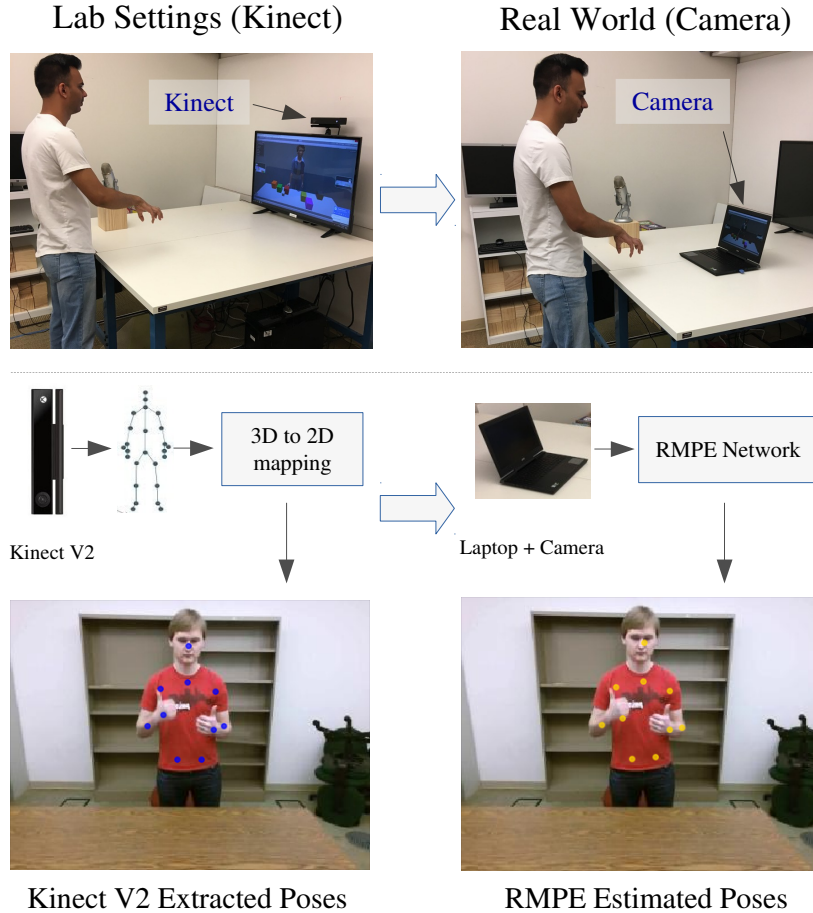 Lab Settings (Kinect)
Real World (Camera)
Kinect
Camera
3D to 2D
mapping
RMPE Network
Kinect V2
Laptop + Camera
Kinect V2 Extracted Poses
RMPE Estimated Poses